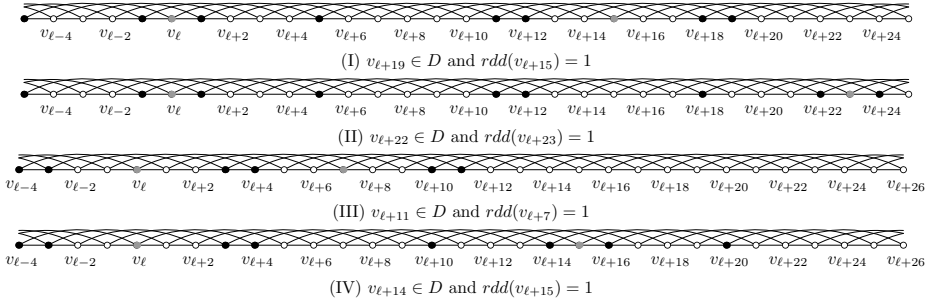 v_{ℓ−4} v_{ℓ−2} v_ℓ v_{ℓ+2} v_{ℓ+4} v_{ℓ+6} v_{ℓ+8} v_{ℓ+10} v_{ℓ+12} v_{ℓ+14} v_{ℓ+16} v_{ℓ+18} v_{ℓ+20} v_{ℓ+22} v_{ℓ+24}
(I) v_{ℓ+19} ∈ D and rdd(v_{ℓ+15}) = 1
v_{ℓ−4} v_{ℓ−2} v_ℓ v_{ℓ+2} v_{ℓ+4} v_{ℓ+6} v_{ℓ+8} v_{ℓ+10} v_{ℓ+12} v_{ℓ+14} v_{ℓ+16} v_{ℓ+18} v_{ℓ+20} v_{ℓ+22} v_{ℓ+24}
(II) v_{ℓ+22} ∈ D and rdd(v_{ℓ+23}) = 1
v_{ℓ−4} v_{ℓ−2} v_ℓ v_{ℓ+2} v_{ℓ+4} v_{ℓ+6} v_{ℓ+8} v_{ℓ+10} v_{ℓ+12} v_{ℓ+14} v_{ℓ+16} v_{ℓ+18} v_{ℓ+20} v_{ℓ+22} v_{ℓ+24} v_{ℓ+26}
(III) v_{ℓ+11} ∈ D and rdd(v_{ℓ+7}) = 1
v_{ℓ−4} v_{ℓ−2} v_ℓ v_{ℓ+2} v_{ℓ+4} v_{ℓ+6} v_{ℓ+8} v_{ℓ+10} v_{ℓ+12} v_{ℓ+14} v_{ℓ+16} v_{ℓ+18} v_{ℓ+20} v_{ℓ+22} v_{ℓ+24} v_{ℓ+26}
(IV) v_{ℓ+14} ∈ D and rdd(v_{ℓ+15}) = 1